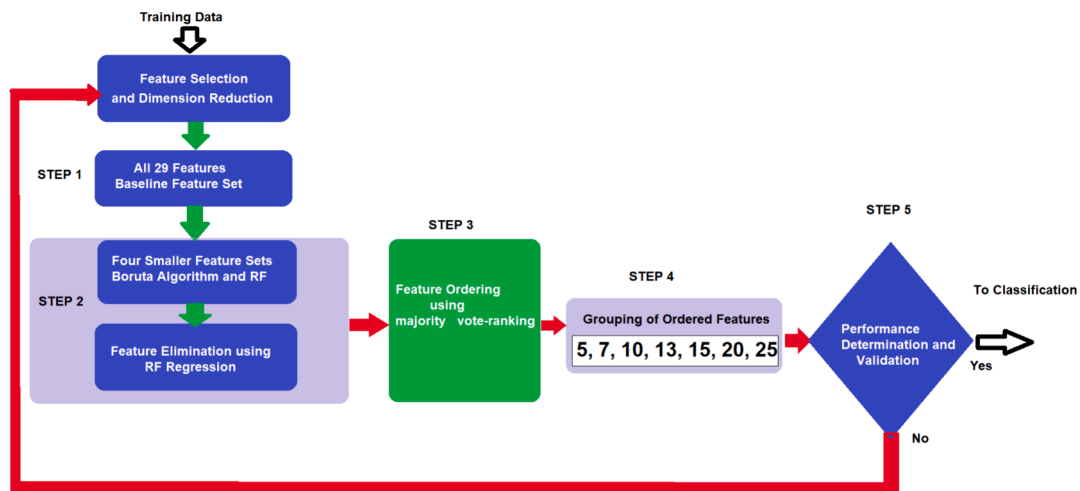 Training Data
Feature Selection
and Dimension Reduction
STEP 1
All 29 Features
Baseline Feature Set
STEP 2
Four Smaller Feature Sets
Boruta Algorithm and RF
Feature Elimination using
RF Regression
STEP 3
Feature Ordering
using
majority vote-ranking
STEP 4
Grouping of Ordered Features
5, 7, 10, 13, 15, 20, 25
STEP 5
Performance
Determination and
Validation
To Classification
Yes
No